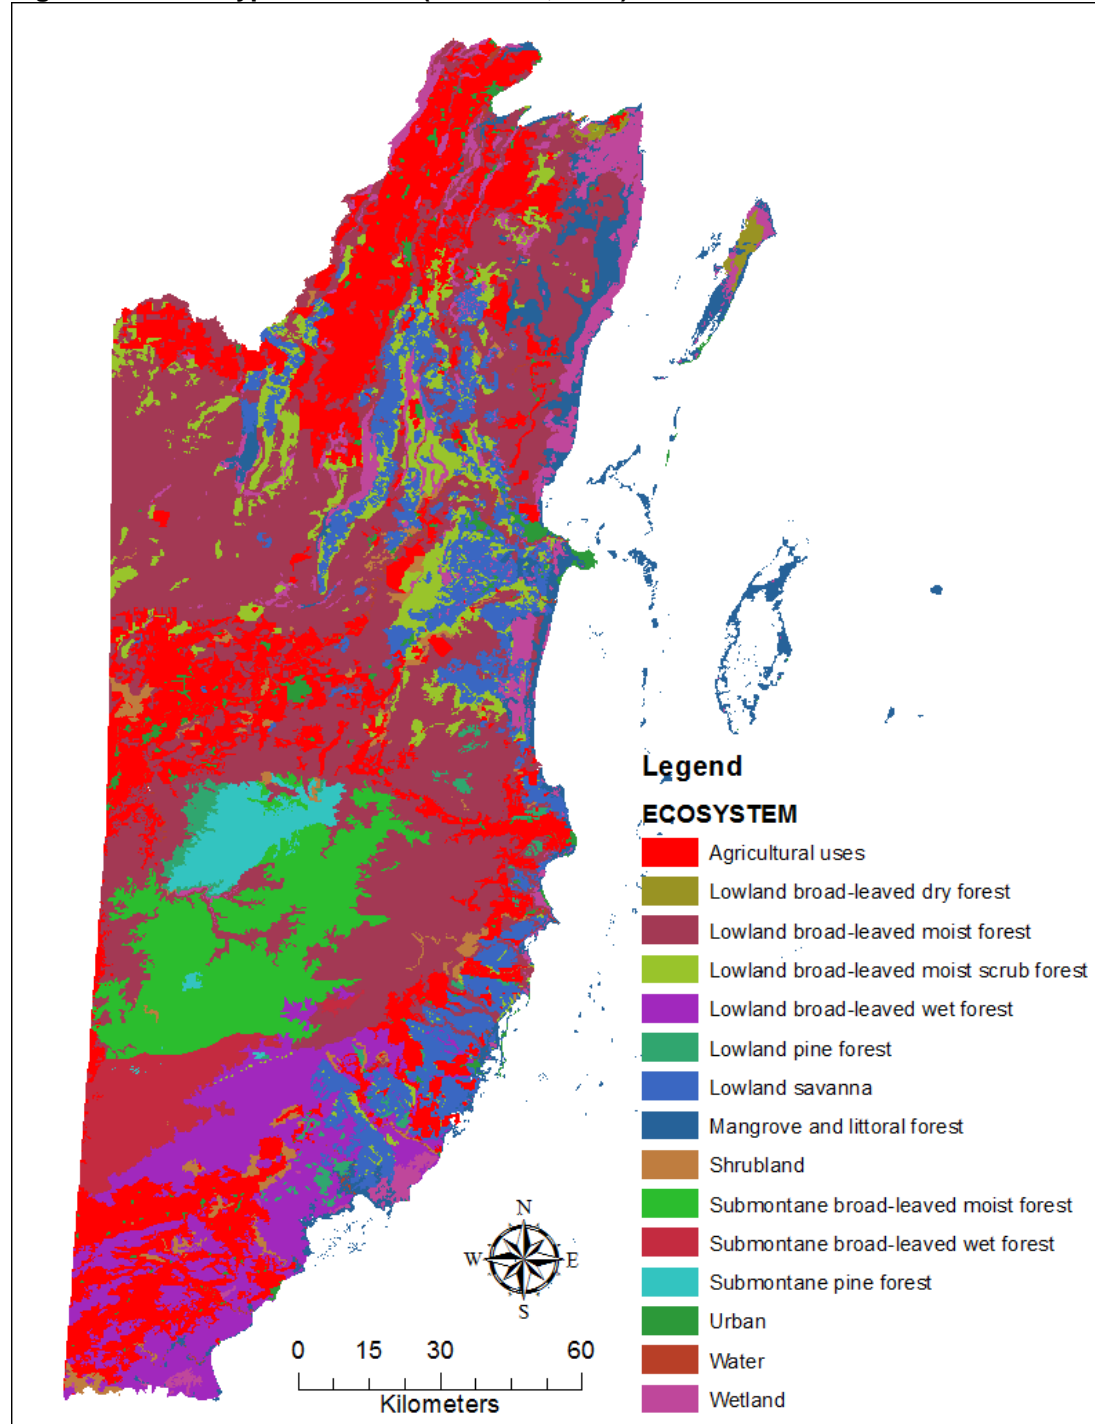 Legend
ECOSYSTEM
Agricultural uses
Lowland broad-leaved dry forest
Lowland broad-leaved moist forest
Lowland broad-leaved moist scrub forest
Lowland broad-leaved wet forest
Lowland pine forest
Lowland savanna
Mangrove and littoral forest
Shrubland
Submontane broad-leaved moist forest
Submontane broad-leaved wet forest
Submontane pine forest
Urban
Water
Wetland
N
W E
S
0 15 30 60
Kilometers